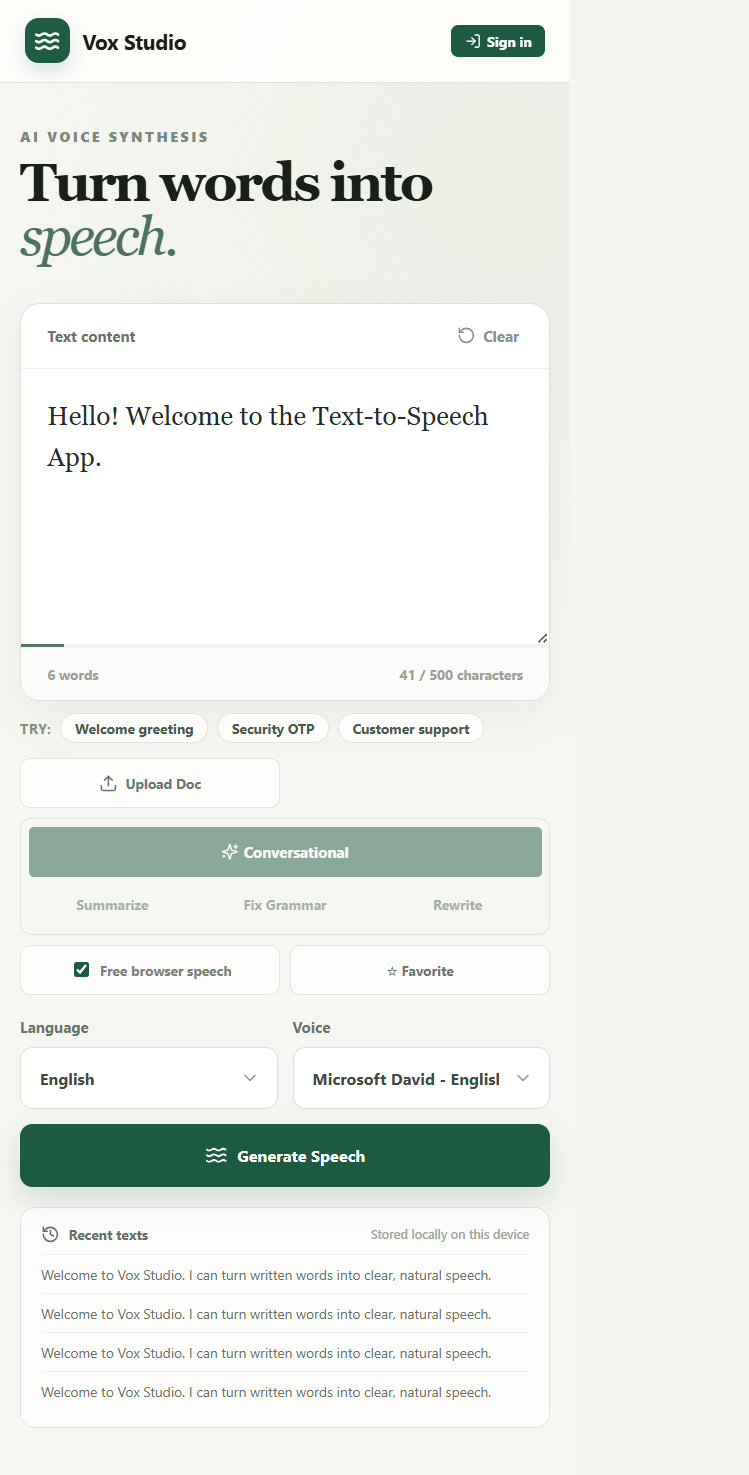 Vox Studio
Sign in
AI VOICE SYNTHESIS
Turn words into
speech.
Text content
Clear
Hello! Welcome to the Text-to-Speech
App.
6 words
41 / 500 characters
TRY:
Welcome greeting
Security OTP
Customer support
Upload Doc
Conversational
Summarize
Fix Grammar
Rewrite
Free browser speech
☆ Favorite
Language
Voice
English
Microsoft David - Englisl
Generate Speech
Recent texts
Stored locally on this device
Welcome to Vox Studio. I can turn written words into clear, natural speech.
Welcome to Vox Studio. I can turn written words into clear, natural speech.
Welcome to Vox Studio. I can turn written words into clear, natural speech.
Welcome to Vox Studio. I can turn written words into clear, natural speech.